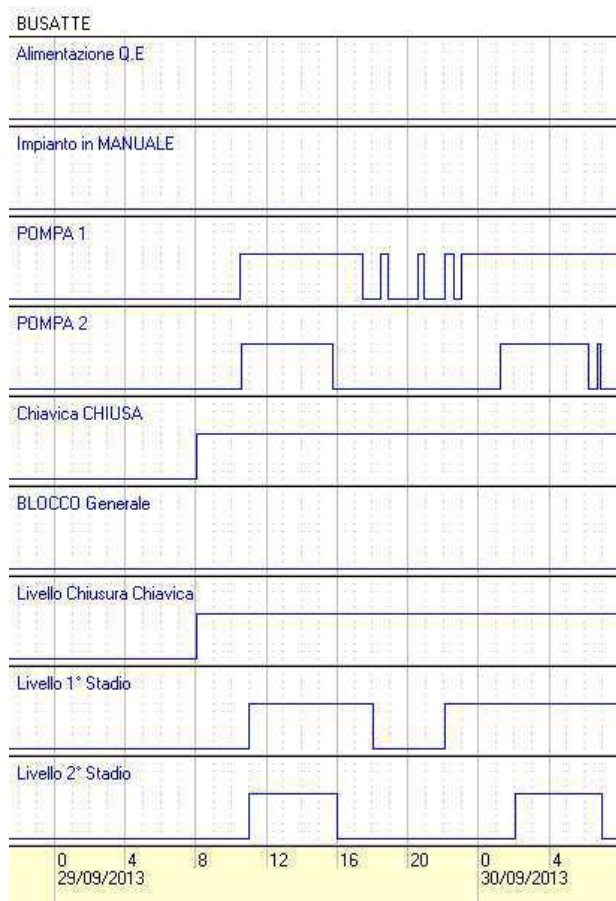 BUSATTE
Alimentazione Q.E
Impianto in MANUALE
POMPA 1
POMPA 2
Chiavica CHIUSA
BLOCCO Generale
Livello Chiusura Chiavica
Livello 1° Stadio
Livello 2° Stadio
0 4 8 12 16 20 0 4
29/09/2013 30/09/2013